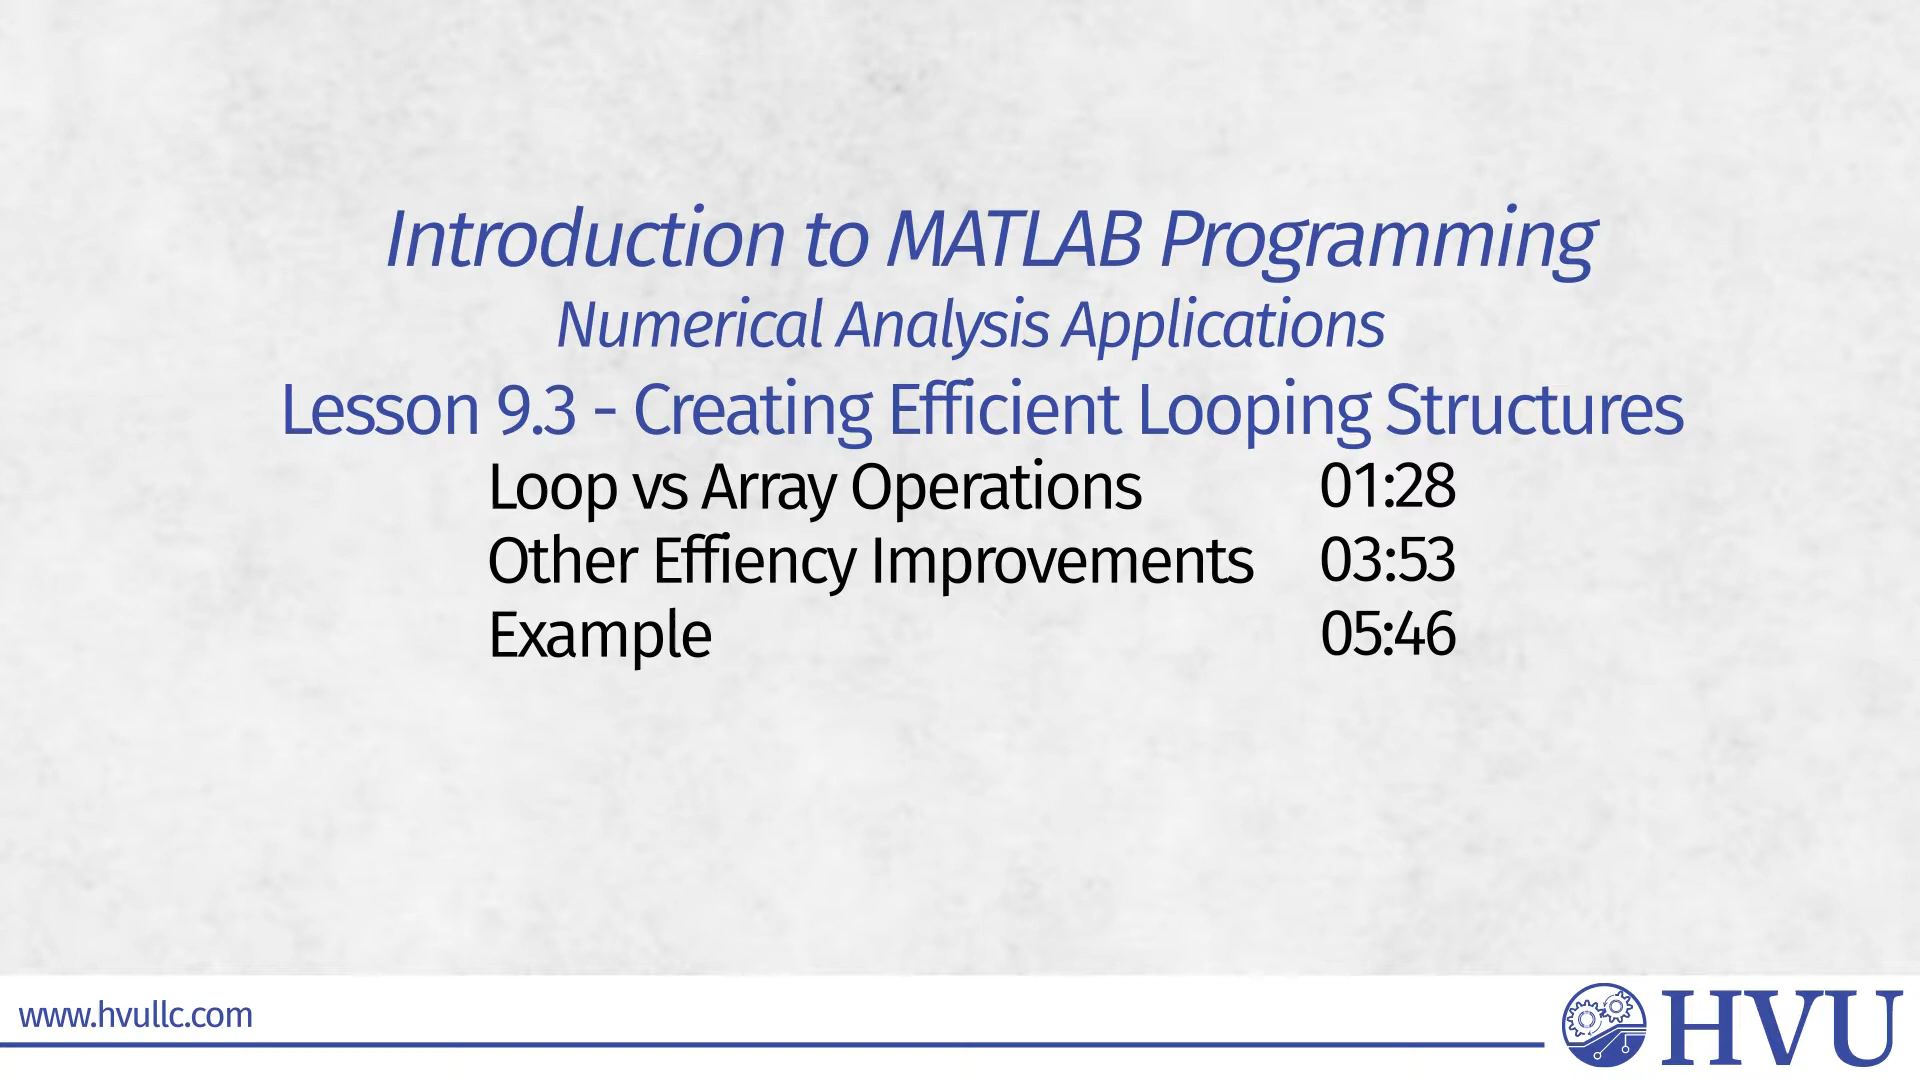 Introduction to MATLAB Programming
Numerical Analysis Applications
Lesson 9.3 - Creating Efficient Looping Structures
Loop vs Array Operations 01:28
Other Effiency Improvements 03:53
Example 05:46
www.hvullc.com
HVU